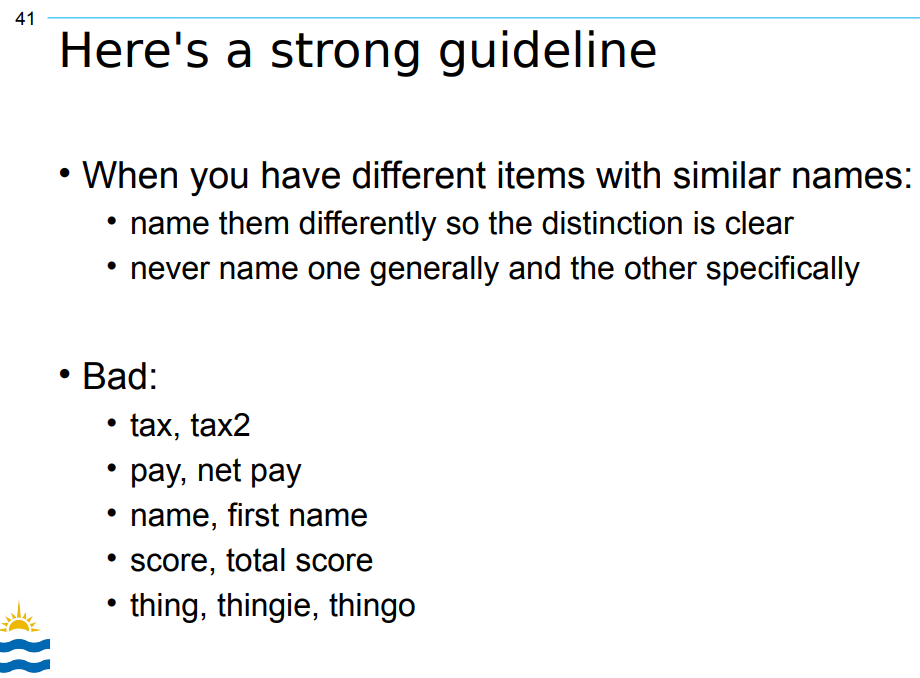 41
Here's a strong guideline
• When you have different items with similar names:
• name them differently so the distinction is clear
• never name one generally and the other specifically
• Bad:
• tax, tax2
• pay, net pay
• name, first name
• score, total score
• thing, thingie, thingo